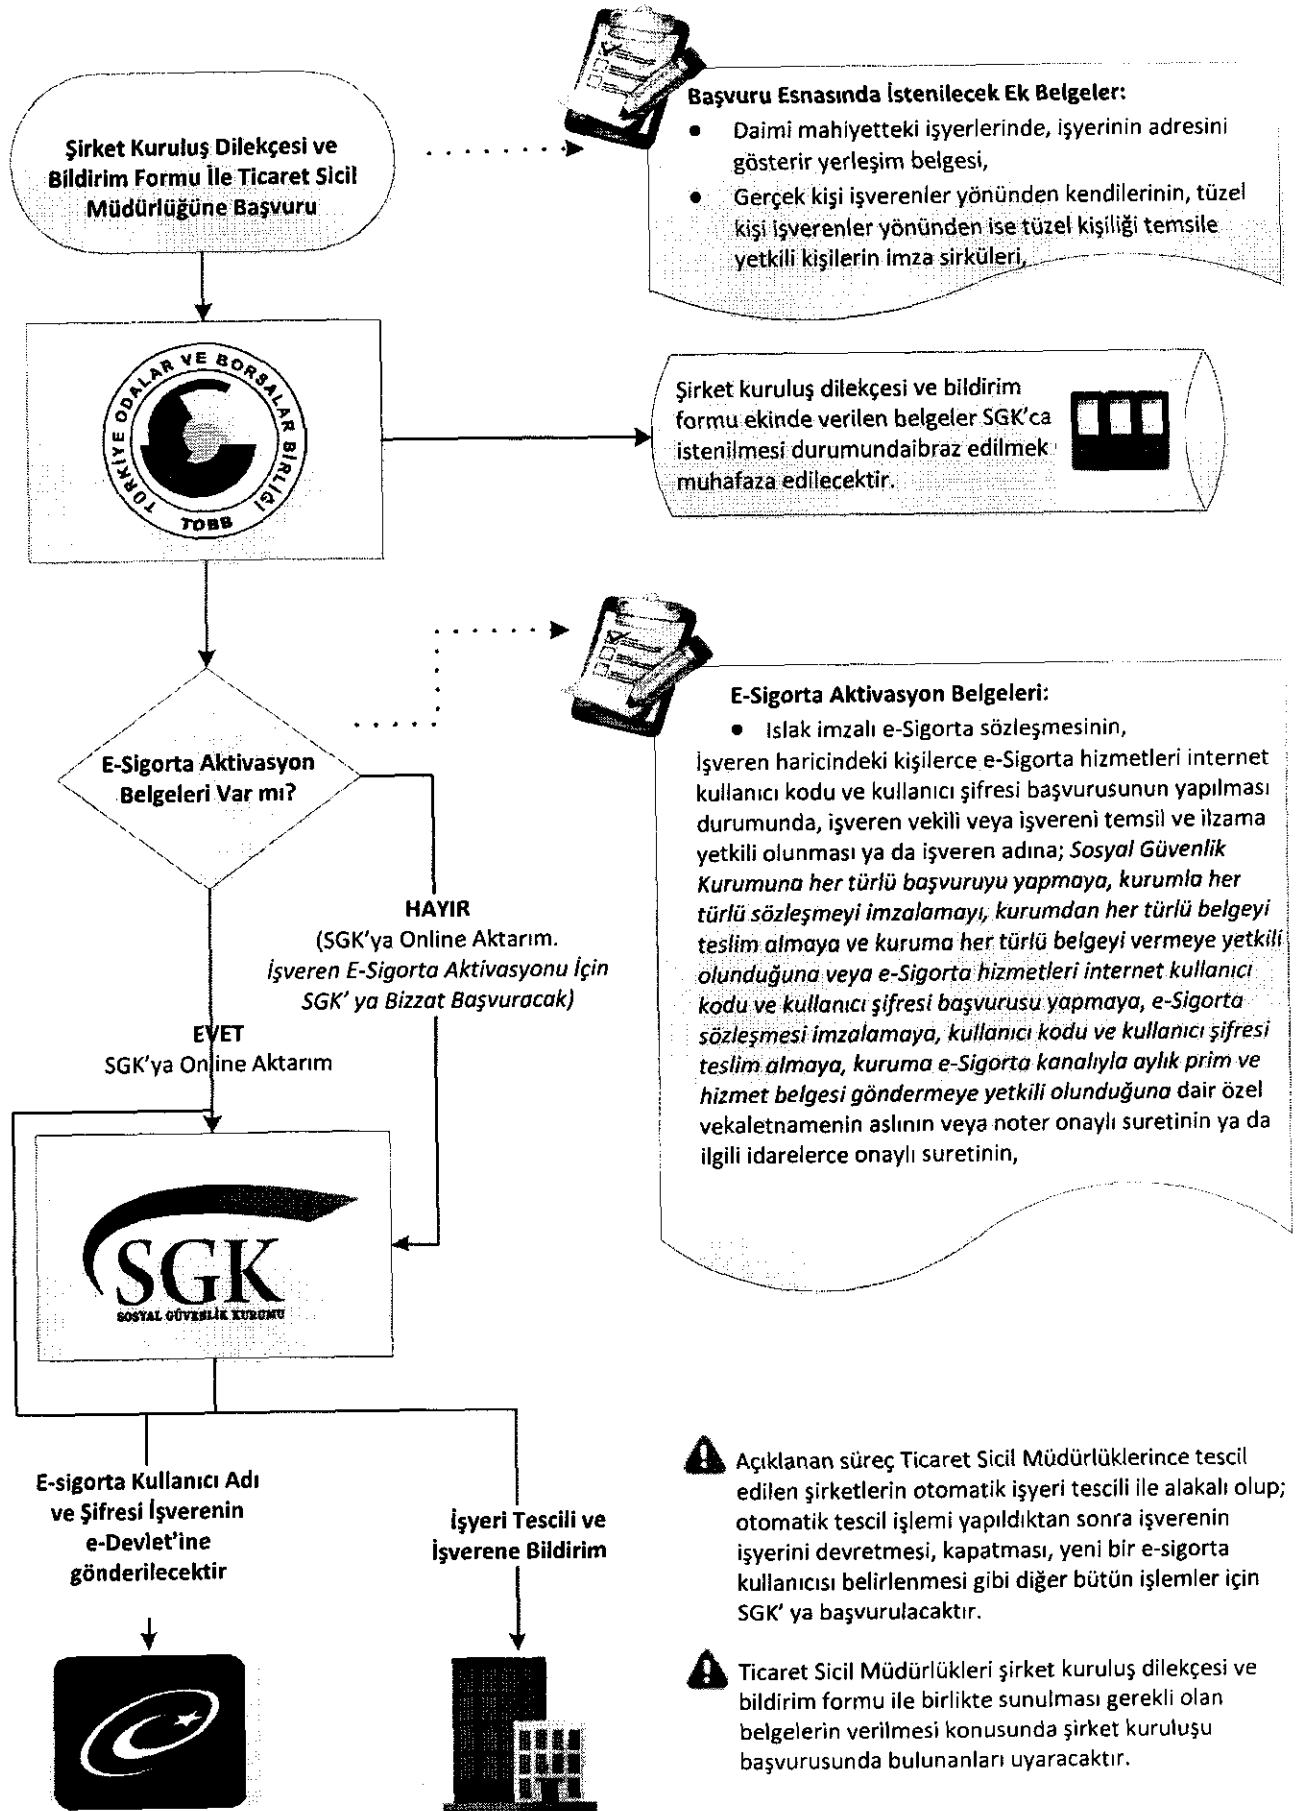 Şirket Kuruluş Dilekçesi ve
Bildirim Formu İle Ticaret Sicil
Müdürlüğüne Başvuru
Başvuru Esnasında İstenilecek Ek Belgeler:
• Daimi mahiyetteki işyerlerinde, işyerinin adresini
gösterir yerleşim belgesi,
• Gerçek kişi işverenler yönünden kendilerinin, tüzel
kişi işverenler yönünden ise tüzel kişiliği temsile
yetkili kişilerin imza sirküleri,
TÜRKİYE ODALAR VE BORSALAR BİRLİĞİ
TOBB
Şirket kuruluş dilekçesi ve bildirim
formu ekinde verilen belgeler SGK'ca
istenilmesi durumundaibraz edilmek
muhafaza edilecektir.
E-Sigorta Aktivasyon
Belgeleri Var mı?
E-Sigorta Aktivasyon Belgeleri:
• Islak imzalı e-Sigorta sözleşmesinin,
İşveren haricindeki kişilerce e-Sigorta hizmetleri internet
kullanıcı kodu ve kullanıcı şifresi başvurusunun yapılması
durumunda, işveren vekili veya işvereni temsil ve ilzama
yetkili olunması ya da işveren adına; Sosyal Güvenlik
Kurumuna her türlü başvuruyu yapmaya, kurumla her
türlü sözleşmeyi imzalamayı, kurumdan her türlü belgeyi
teslim almaya ve kuruma her türlü belgeyi vermeye yetkili
olunduğuna veya e-Sigorta hizmetleri internet kullanıcı
kodu ve kullanıcı şifresi başvurusu yapmaya, e-Sigorta
sözleşmesi imzalamaya, kullanıcı kodu ve kullanıcı şifresi
teslim almaya, kuruma e-Sigorta kanalıyla aylık prim ve
hizmet belgesi göndermeye yetkili olunduğuna dair özel
vekaletnamenin aslının veya noter onaylı suretinin ya da
ilgili idarelerce onaylı suretinin,
HAYIR
(SGK'ya Online Aktarım.
İşveren E-Sigorta Aktivasyonu İçin
SGK' ya Bizzat Başvuracak)
EVET
SGK'ya Online Aktarım
SGK
SOSYAL GÜVENLİK KURUMU
E-sigorta Kullanıcı Adı
ve Şifresi İşverenin
e-Devlet'ine
gönderilecektir
İşyeri Tescili ve
İşverene Bildirim
Açıklanan süreç Ticaret Sicil Müdürlüklerince tescil
edilen şirketlerin otomatik işyeri tescili ile alakalı olup;
otomatik tescil işlemi yapıldıktan sonra işverenin
işyerini devretmesi, kapatması, yeni bir e-sigorta
kullanıcısı belirlenmesi gibi diğer bütün işlemler için
SGK' ya başvurulacaktır.
Ticaret Sicil Müdürlükleri şirket kuruluş dilekçesi ve
bildirim formu ile birlikte sunulması gerekli olan
belgelerin verilmesi konusunda şirket kuruluşu
başvurusunda bulunanları uyaracaktır.